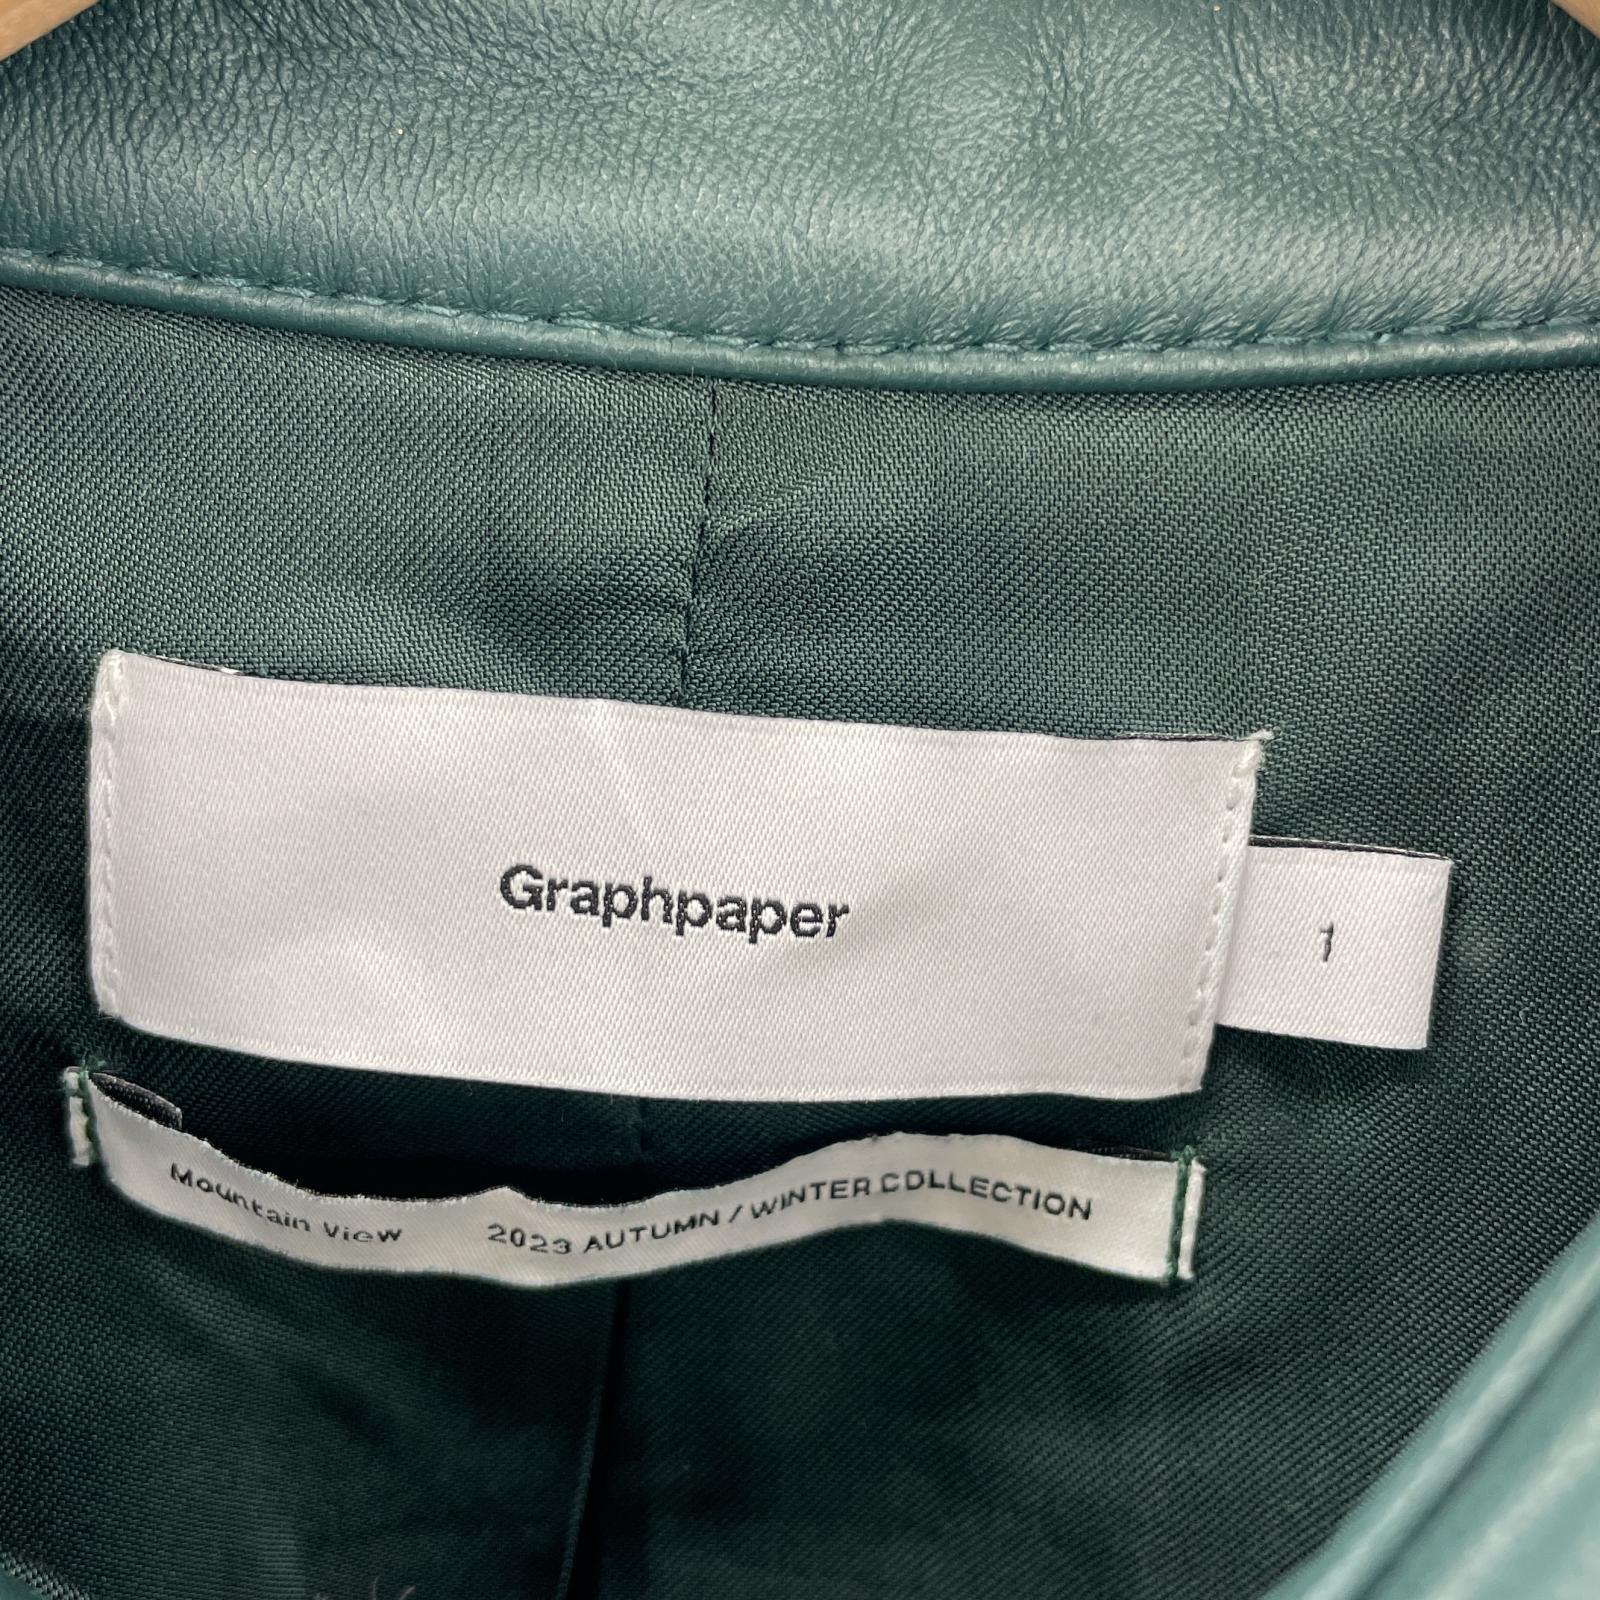 Graphpaper
1
Mountain View 2023 AUTUMN / WINTER COLLECTION